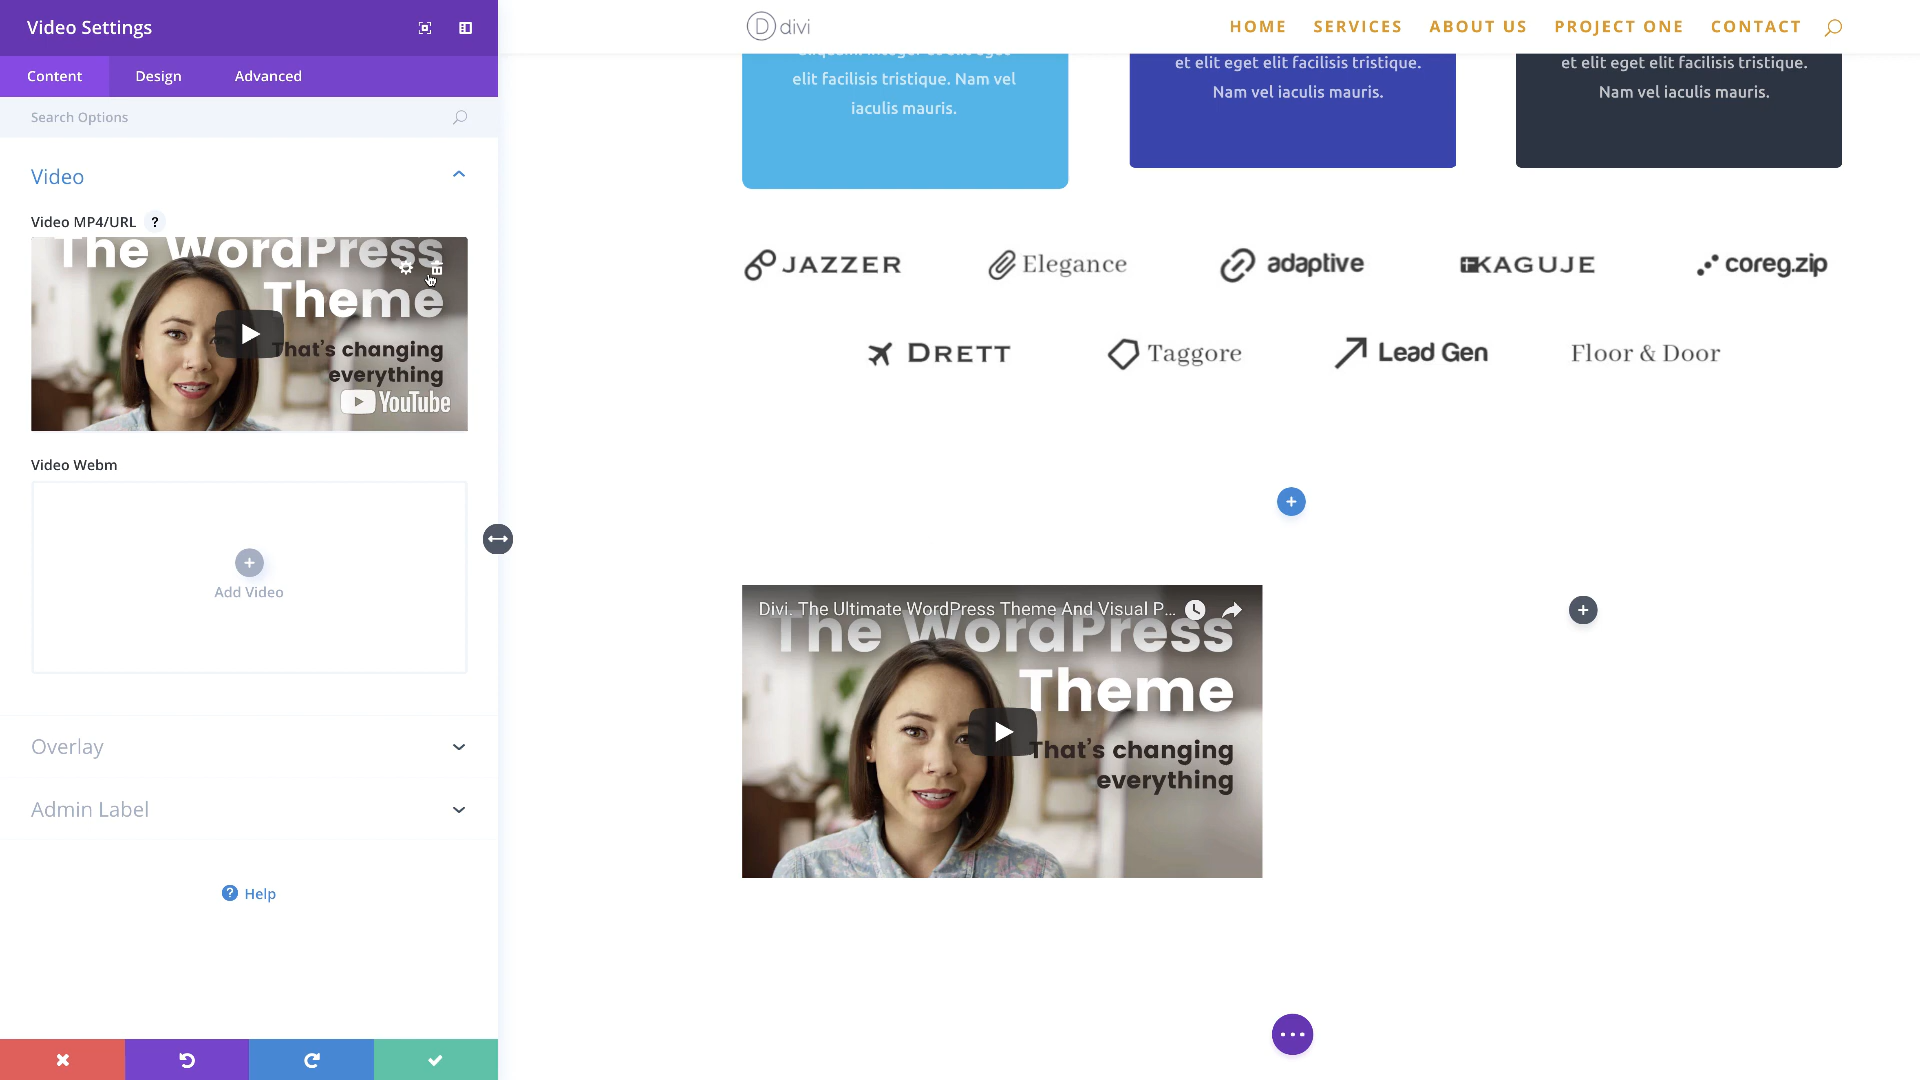 Video Settings
Content
Design
Advanced
Search Options
Video
Video MP4/URL ?
The WordPress
Theme
That's changing
everything
YouTube
Video Webm
Add Video
Overlay
Admin Label
? Help
divi
HOME
SERVICES
ABOUT US
PROJECT ONE
CONTACT
elit facilisis tristique. Nam vel
iaculis mauris.
et elit eget elit facilisis tristique.
Nam vel iaculis mauris.
et elit eget elit facilisis tristique.
Nam vel iaculis mauris.
JAZZER
Elegance
adaptive
KAGUJE
coreg.zip
DRETT
Taggore
Lead Gen
Floor & Door
Divi. The Ultimate WordPress Theme And Visual P...
The WordPress
Theme
That's changing
everything